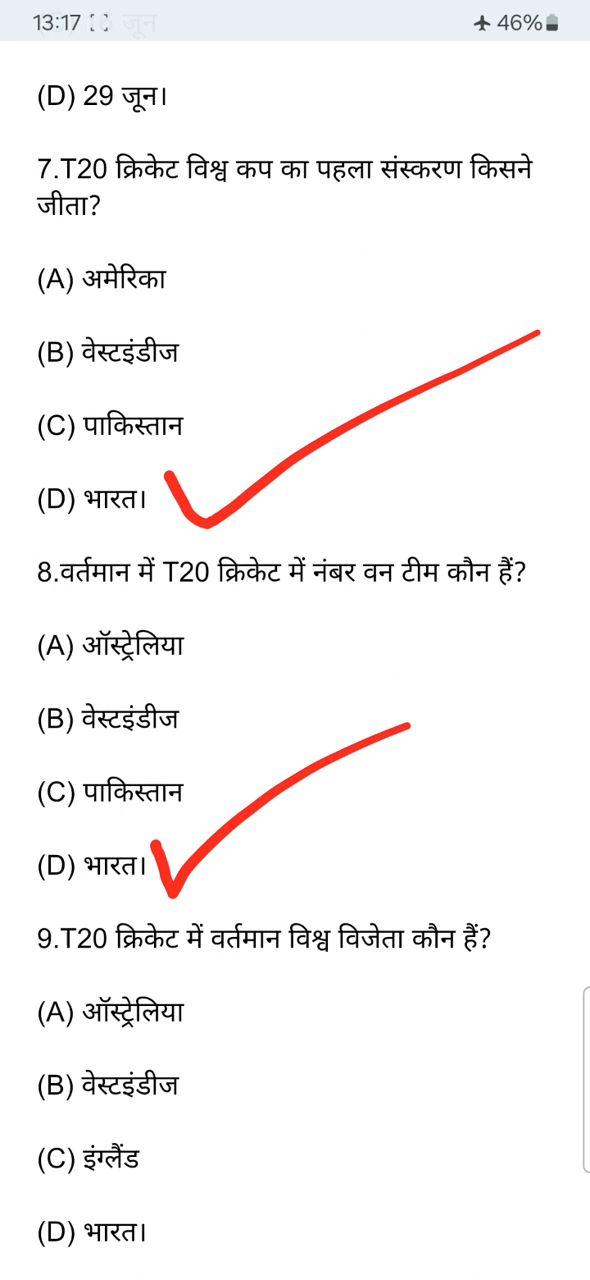 13:17
46%
(D) 29 जून।
7.T20 क्रिकेट विश्व कप का पहला संस्करण किसने
जीता?
(A) अमेरिका
(B) वेस्टइंडीज
(C) पाकिस्तान
(D) भारत।
8.वर्तमान में T20 क्रिकेट में नंबर वन टीम कौन हैं?
(A) ऑस्ट्रेलिया
(B) वेस्टइंडीज
(C) पाकिस्तान
(D) भारत।
9.T20 क्रिकेट में वर्तमान विश्व विजेता कौन हैं?
(A) ऑस्ट्रेलिया
(B) वेस्टइंडीज
(C) इंग्लैंड
(D) भारत।